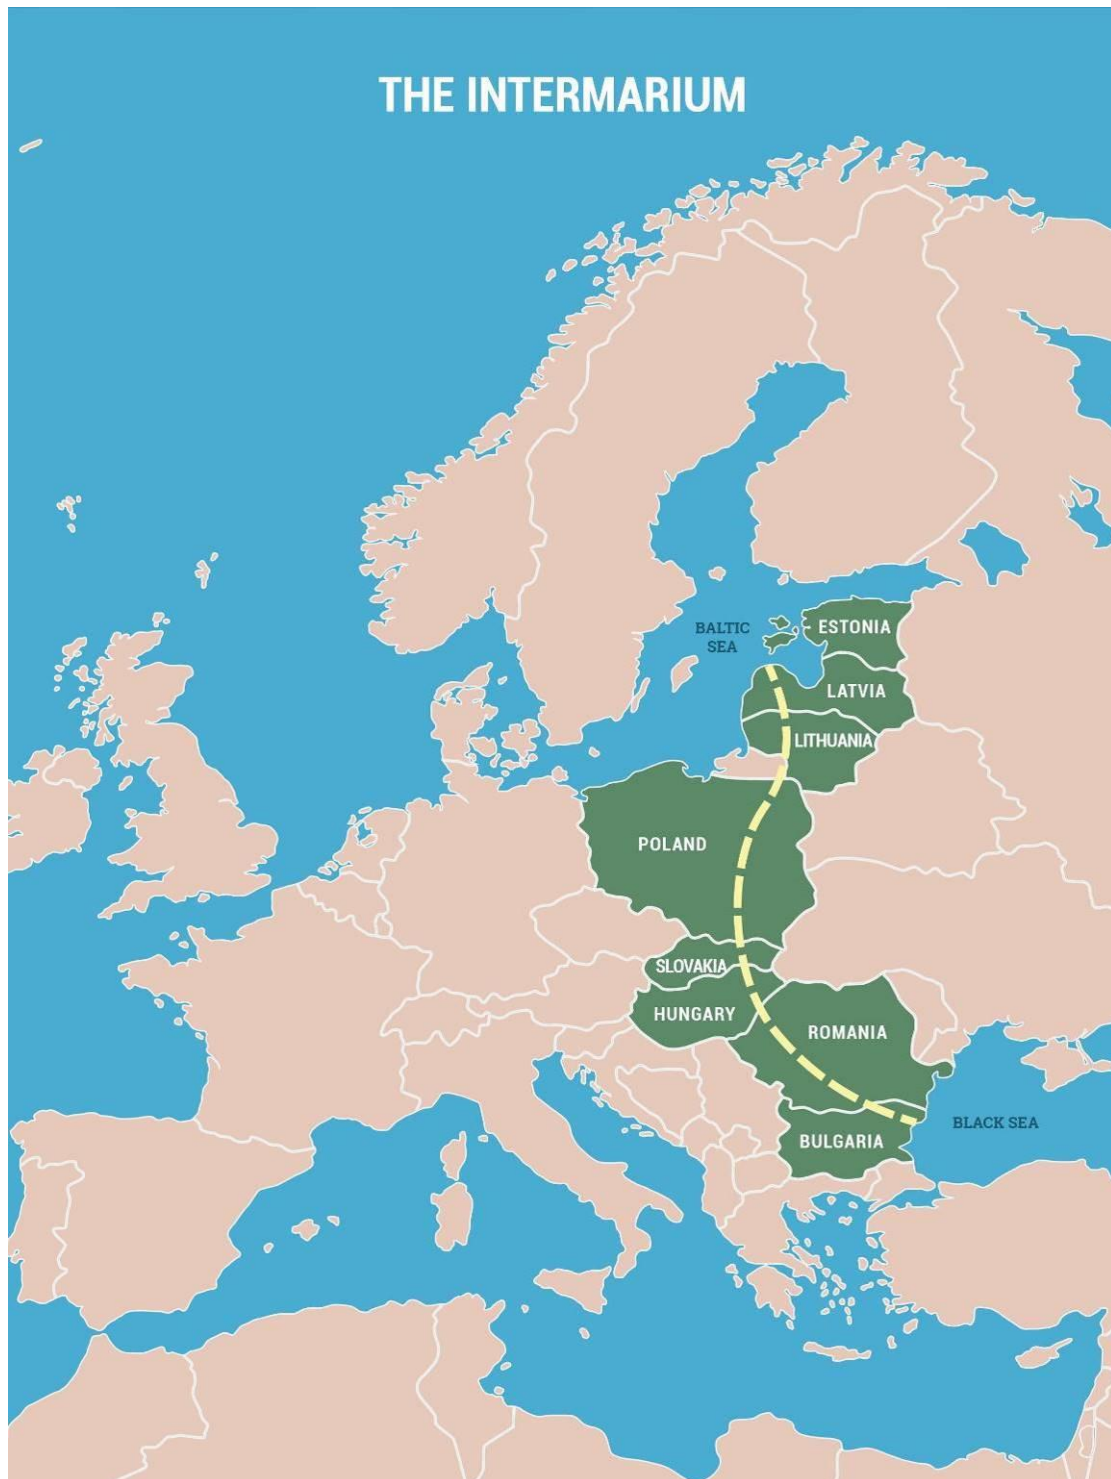 THE INTERMARIUM
BALTIC
SEA
ESTONIA
LATVIA
LITHUANIA
POLAND
SLOVAKIA
HUNGARY
ROMANIA
BLACK SEA
BULGARIA